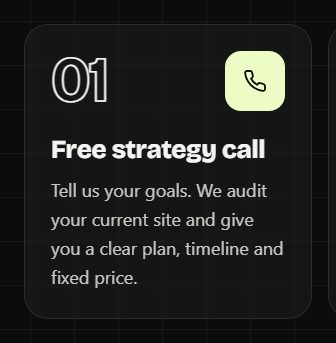 01
Free strategy call
Tell us your goals. We audit
your current site and give
you a clear plan, timeline and
fixed price.